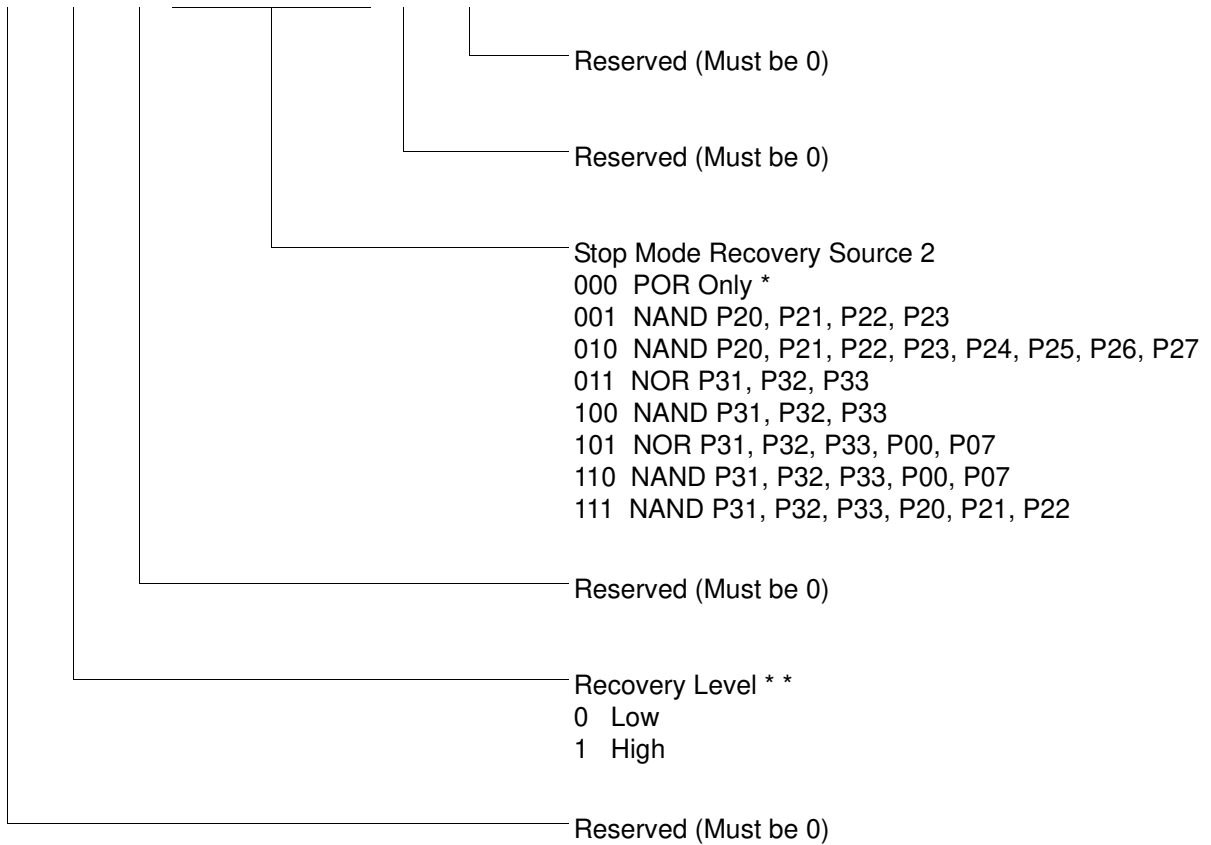 Reserved (Must be 0)
Reserved (Must be 0)
Stop Mode Recovery Source 2
000 POR Only *
001 NAND P20, P21, P22, P23
010 NAND P20, P21, P22, P23, P24, P25, P26, P27
011 NOR P31, P32, P33
100 NAND P31, P32, P33
101 NOR P31, P32, P33, P00, P07
110 NAND P31, P32, P33, P00, P07
111 NAND P31, P32, P33, P20, P21, P22
Reserved (Must be 0)
Recovery Level * *
0 Low
1 High
Reserved (Must be 0)